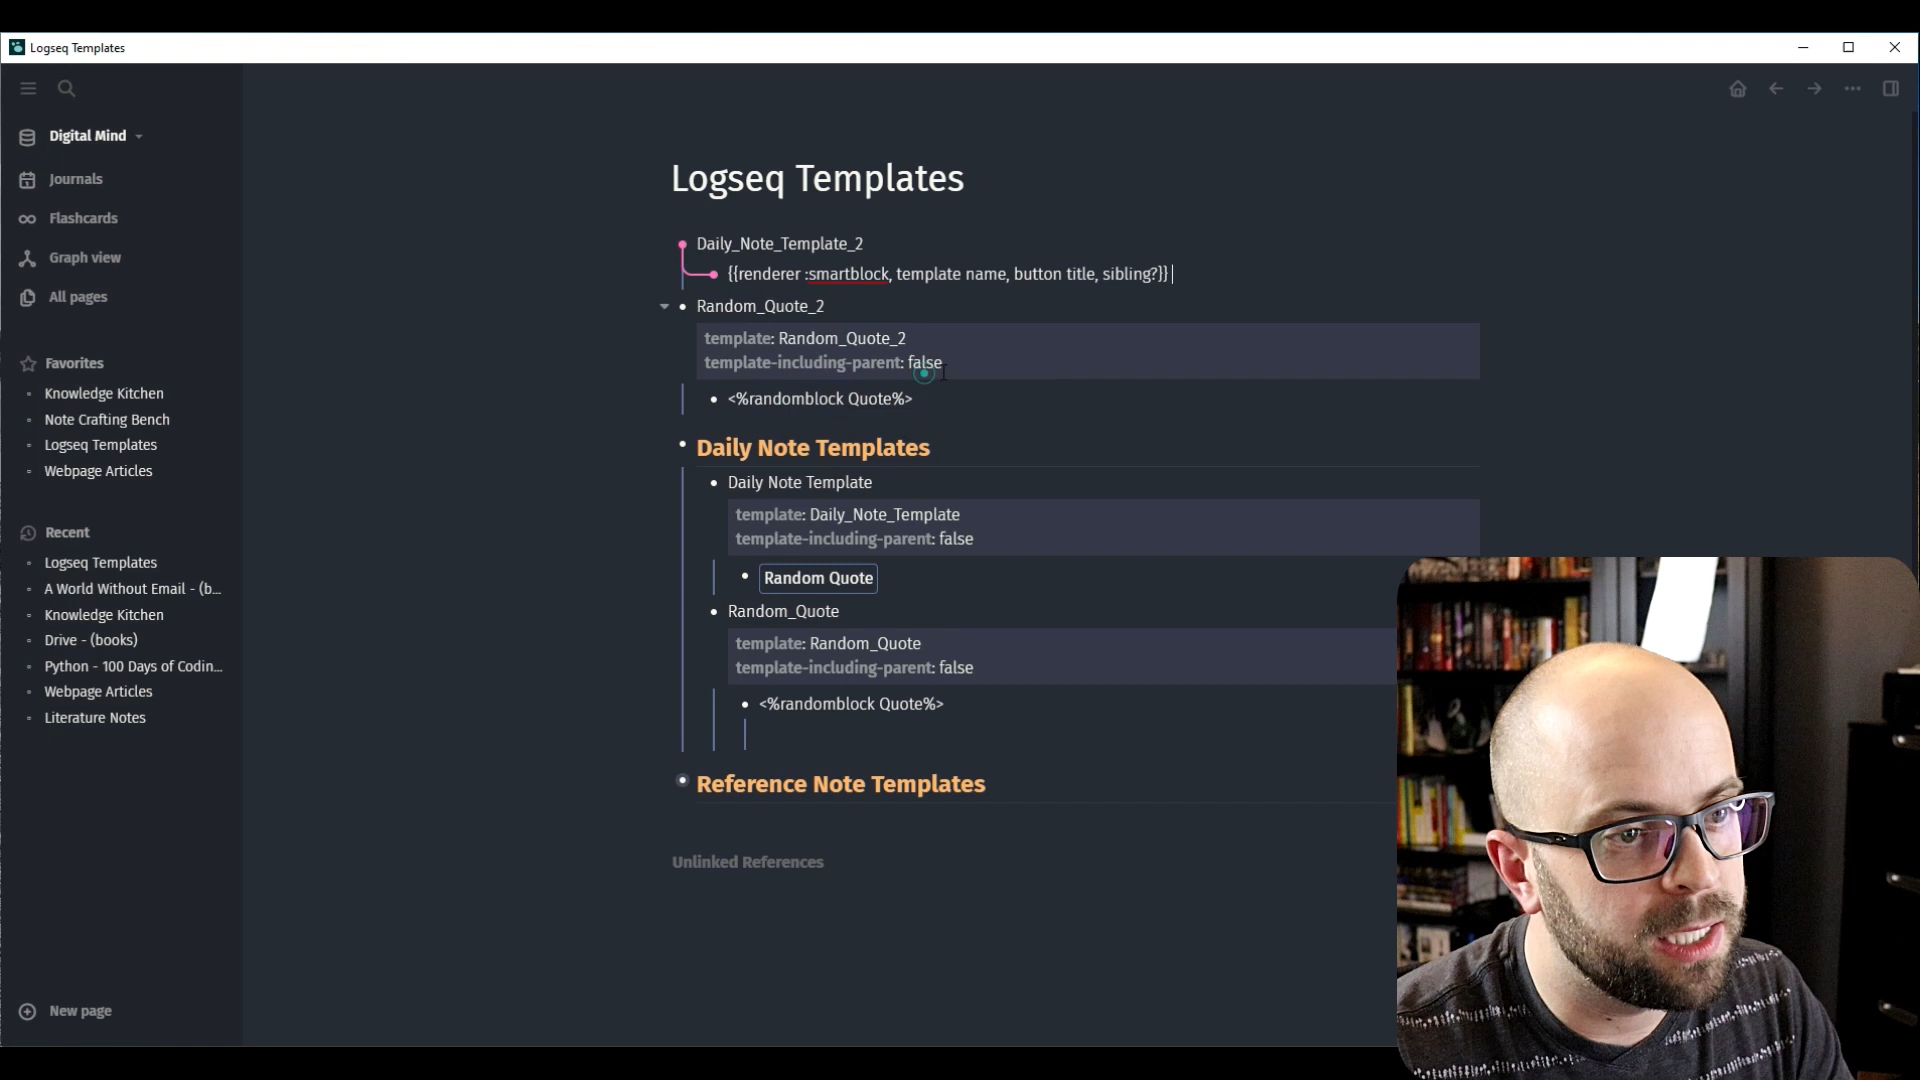 Logseq Templates
Digital Mind
Journals
Flashcards
Graph view
All pages
Favorites
Knowledge Kitchen
Note Crafting Bench
Logseq Templates
Webpage Articles
Recent
Logseq Templates
A World Without Email - (b...
Knowledge Kitchen
Drive - (books)
Python - 100 Days of Codin...
Webpage Articles
Literature Notes
New page
Logseq Templates
Daily_Note_Template_2
{{renderer :smartblock, template name, button title, sibling?}}
Random_Quote_2
template: Random_Quote_2
template-including-parent: false
<%randomblock Quote%>
Daily Note Templates
Daily Note Template
template: Daily_Note_Template
template-including-parent: false
Random Quote
Random_Quote
template: Random_Quote
template-including-parent: false
<%randomblock Quote%>
Reference Note Templates
Unlinked References